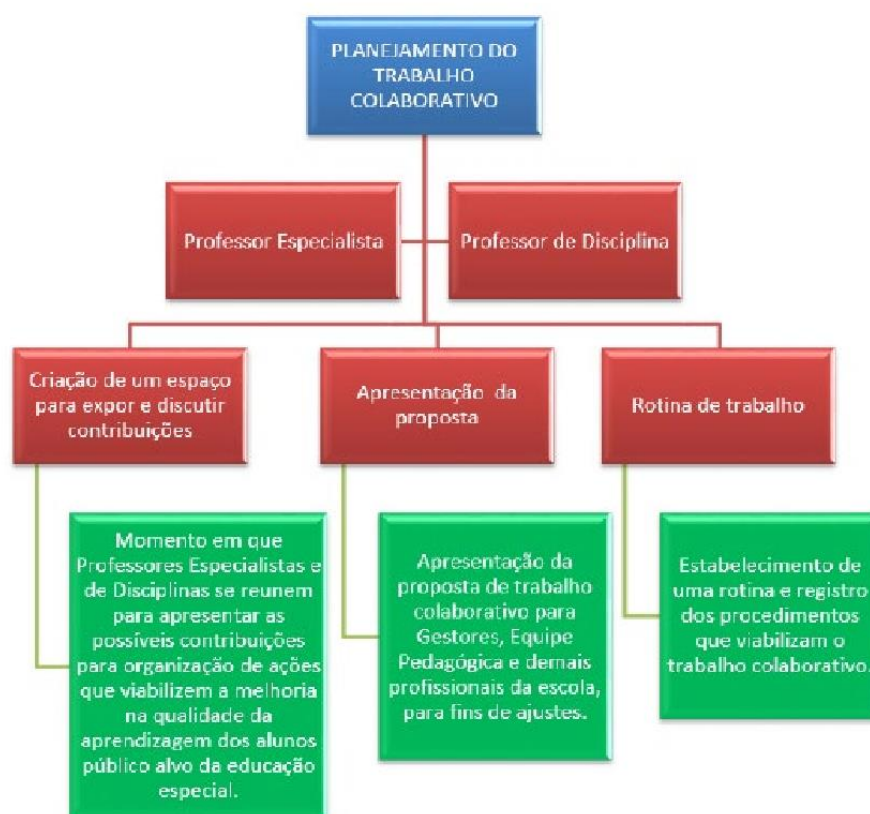 PLANEJAMENTO DO
TRABALHO
COLABORATIVO
Professor Especialista
Professor de Disciplina
Criação de um espaço
para expor e discutir
contribuições
Apresentação da
proposta
Rotina de trabalho
Momento em que
Professores Especialistas e
de Disciplinas se reunem
para apresentar as
possíveis contribuições
para organização de ações
que viabilizem a melhoria
na qualidade da
aprendizagem dos alunos
público alvo da educação
especial.
Apresentação da
proposta de trabalho
colaborativo para
Gestores, Equipe
Pedagógica e demais
profissionais da escola,
para fins de ajustes.
Estabelecimento de
uma rotina e registro
dos procedimentos
que viabilizam o
trabalho colaborativo.